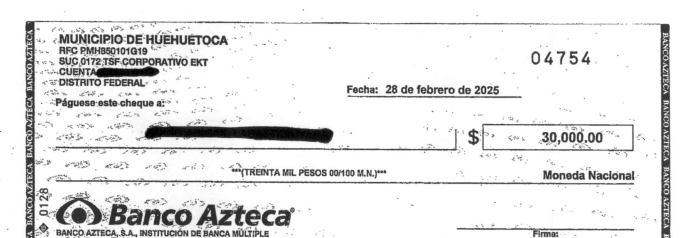 MUNICIPIO DE HUEHUETOCA
RFC PMH850101G19
SUC 0172 TSF CORPORATIVO EKT
CUENTA
DISTRITO FEDERAL
04754
Fecha: 28 de febrero de 2025
Páguese este cheque a:
$ 30,000.00
***(TREINTA MIL PESOS 00/100 M.N.)***
Moneda Nacional
Banco Azteca
BANCO AZTECA, S.A., INSTITUCIÓN DE BANCA MÚLTIPLE
Firma:
0128
BANCO AZTECA BANCO AZTECA BANCO AZTECA
BANCO AZTECA BANCO AZTECA BANCO AZTECA